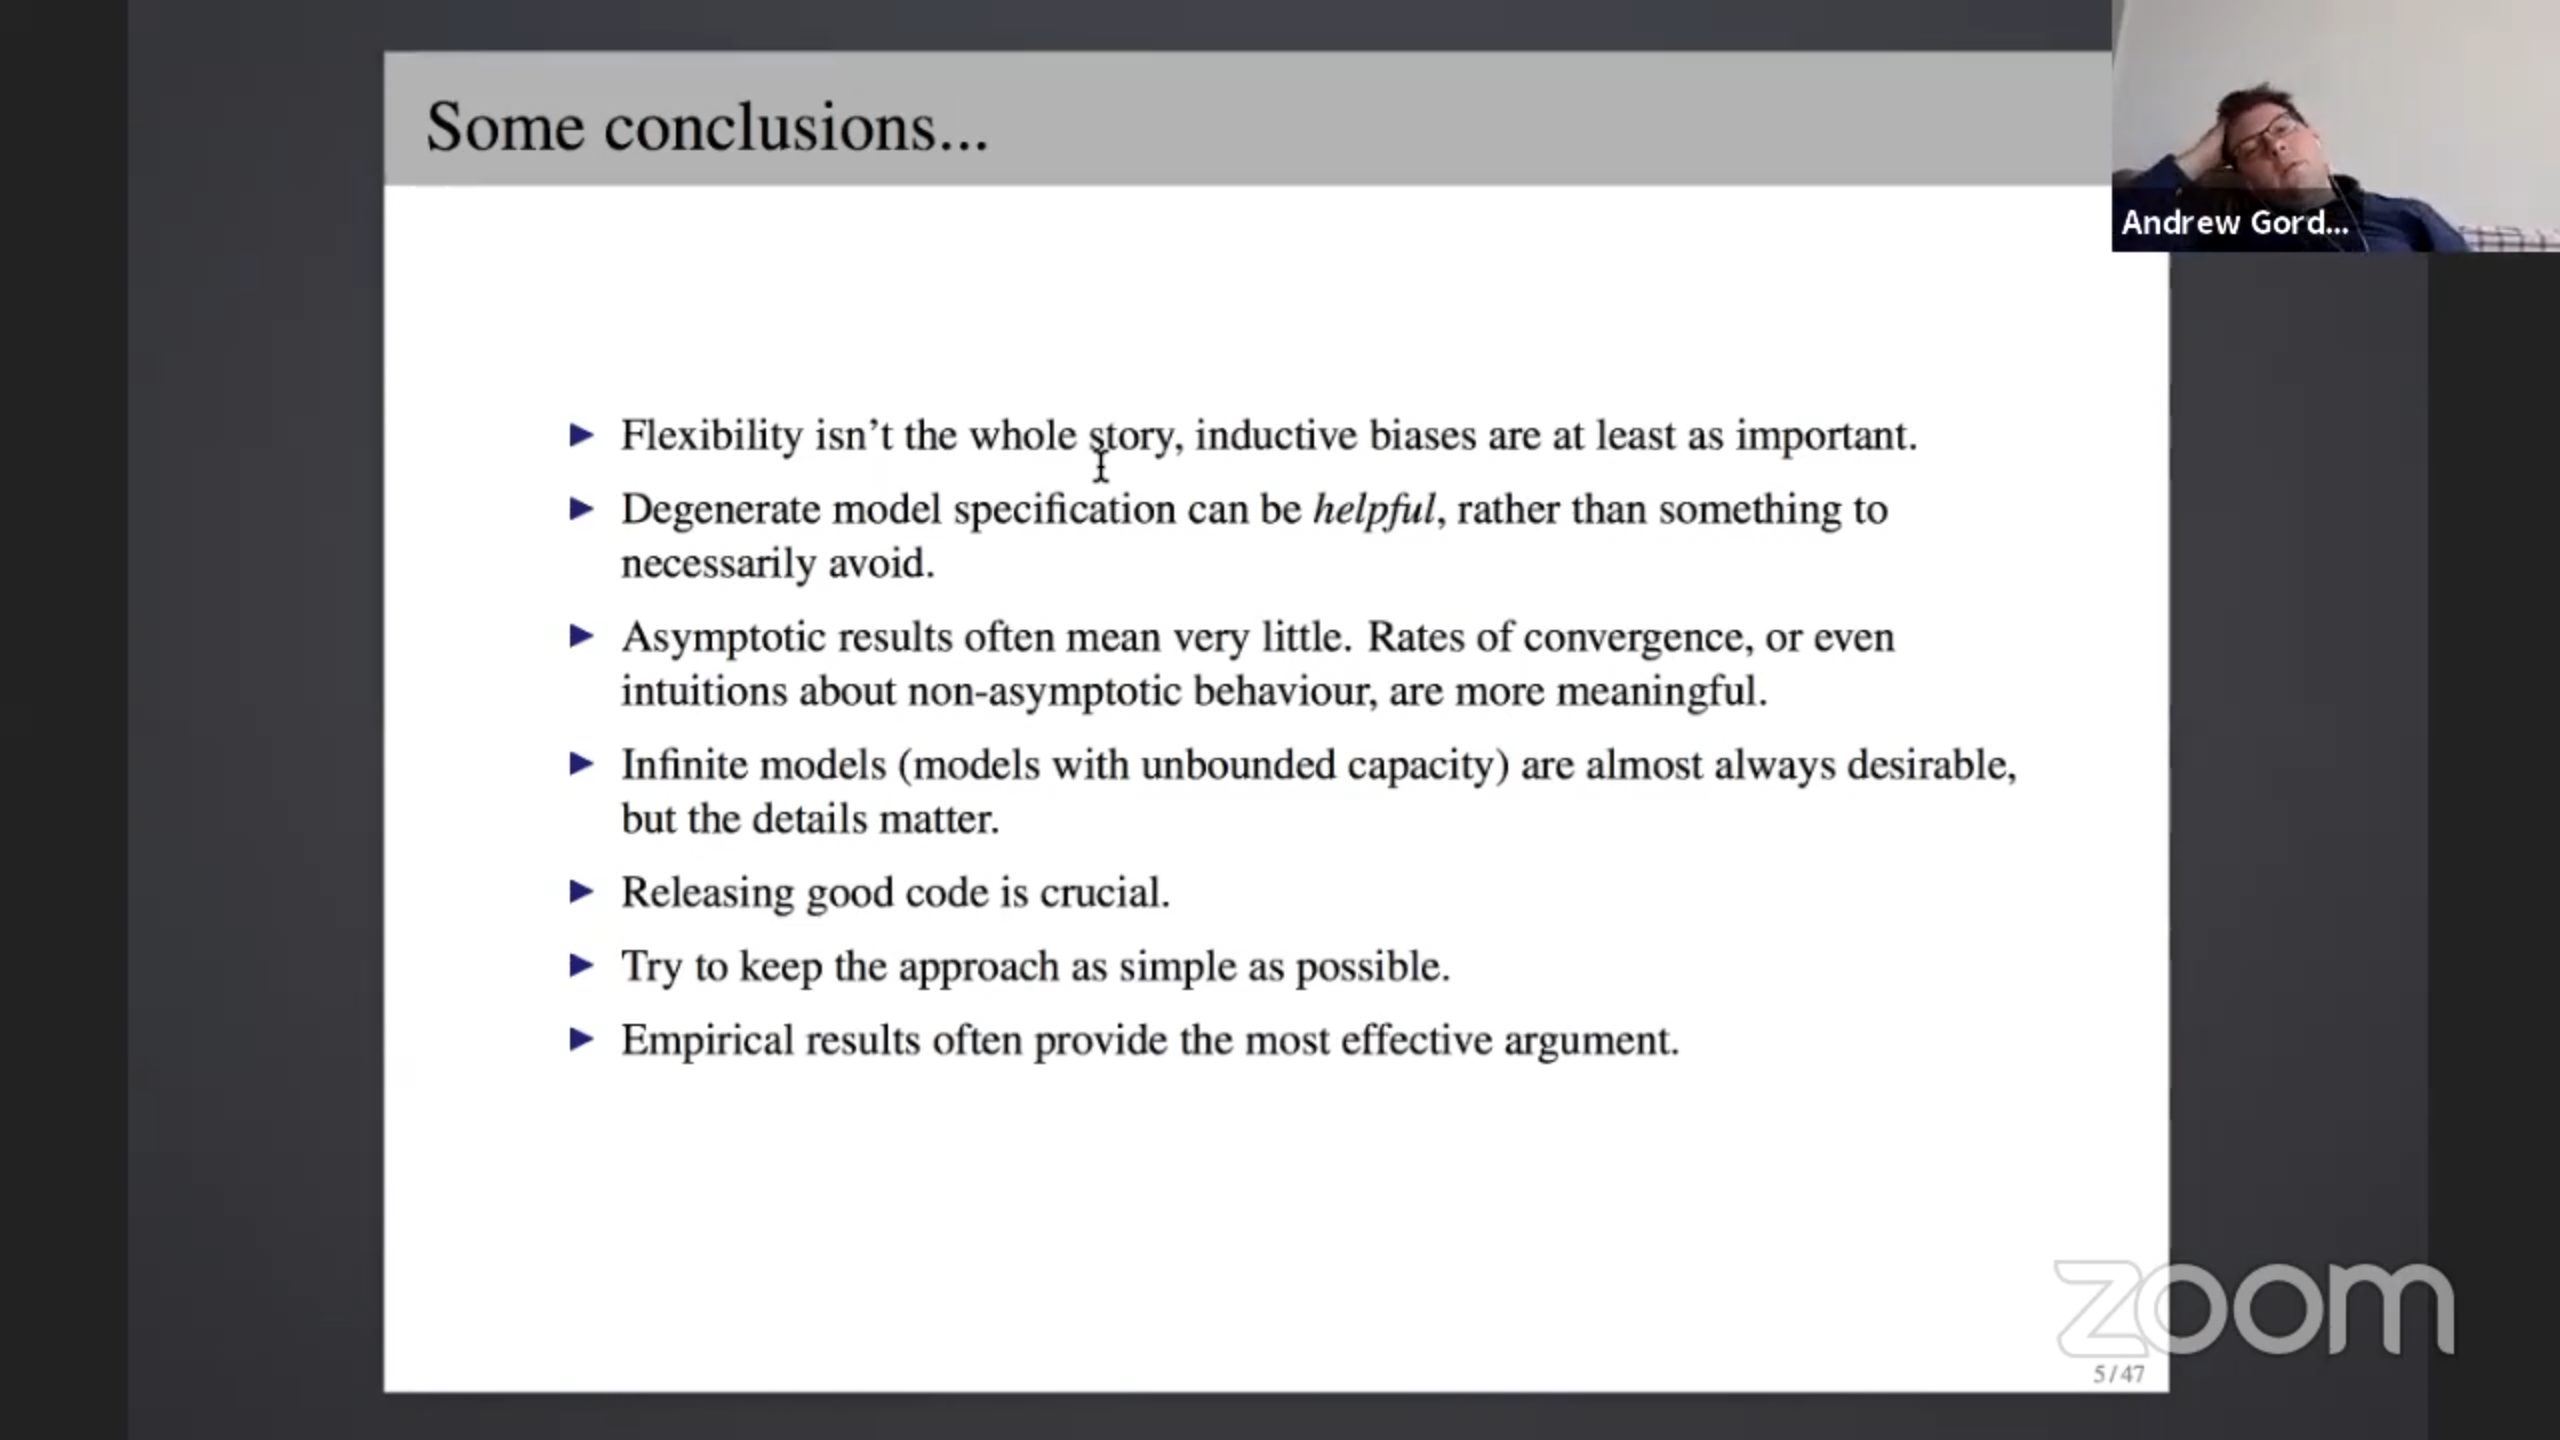 Some conclusions...
Andrew Gord...
▶ Flexibility isn't the whole story, inductive biases are at least as important.
▶ Degenerate model specification can be helpful, rather than something to
necessarily avoid.
▶ Asymptotic results often mean very little. Rates of convergence, or even
intuitions about non-asymptotic behaviour, are more meaningful.
▶ Infinite models (models with unbounded capacity) are almost always desirable,
but the details matter.
▶ Releasing good code is crucial.
▶ Try to keep the approach as simple as possible.
▶ Empirical results often provide the most effective argument.
zoom
5 / 47